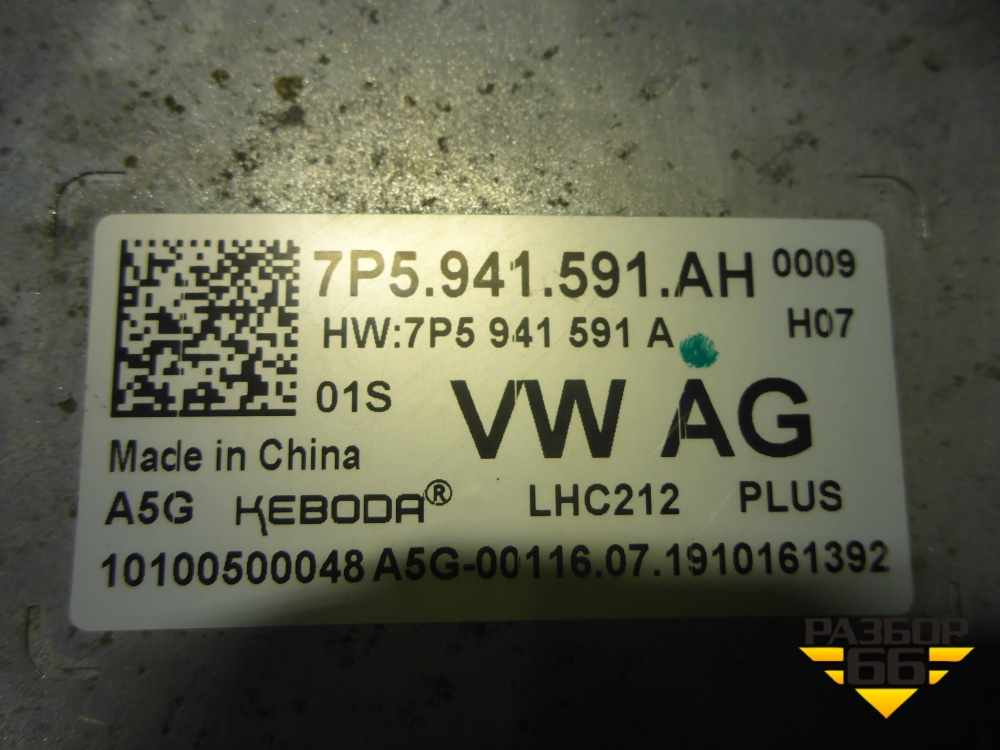 7P5.941.591.AH 0009
HW:7P5 941 591 A H07
01S VW AG
Made in China
A5G KEBODA® LHC212 PLUS
10100500048 A5G-00116.07.1910161392
РАЗБОР
66